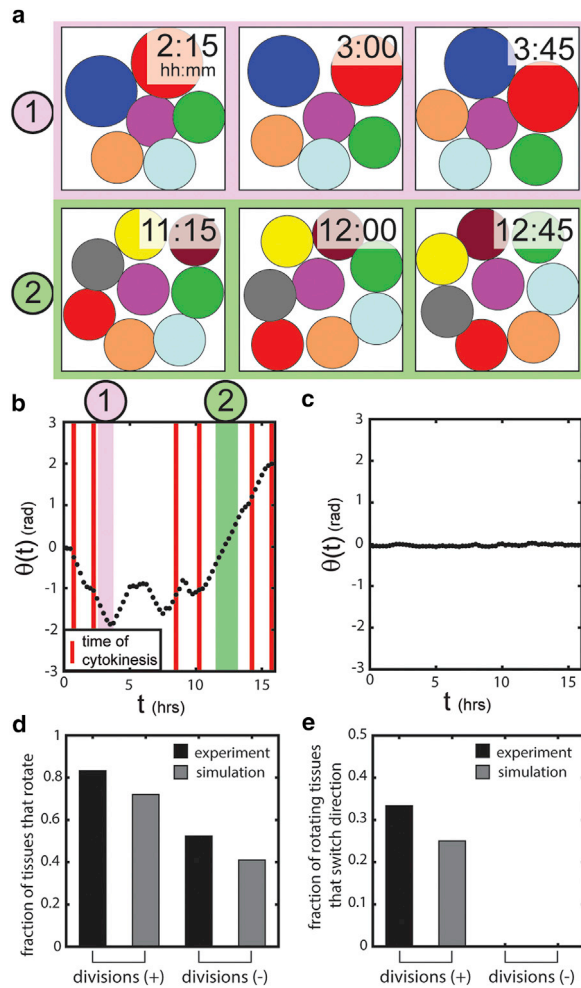 a
1
2:15
hh:mm
3:00
3:45
2
11:15
12:00
12:45
b
1
2
3
2
1
0
-1
-2
-3
θ(t) (rad)
time of
cytokinesis
0
5
10
15
t (hrs)
c
3
2
1
0
-1
-2
-3
θ(t) (rad)
0
5
10
15
t (hrs)
d
fraction of tissues that rotate
1
0.8
0.6
0.4
0.2
0
experiment
simulation
divisions (+)
divisions (-)
e
fraction of rotating tissues
that switch direction
0.5
0.4
0.3
0.2
0.1
0
experiment
simulation
divisions (+)
divisions (-)